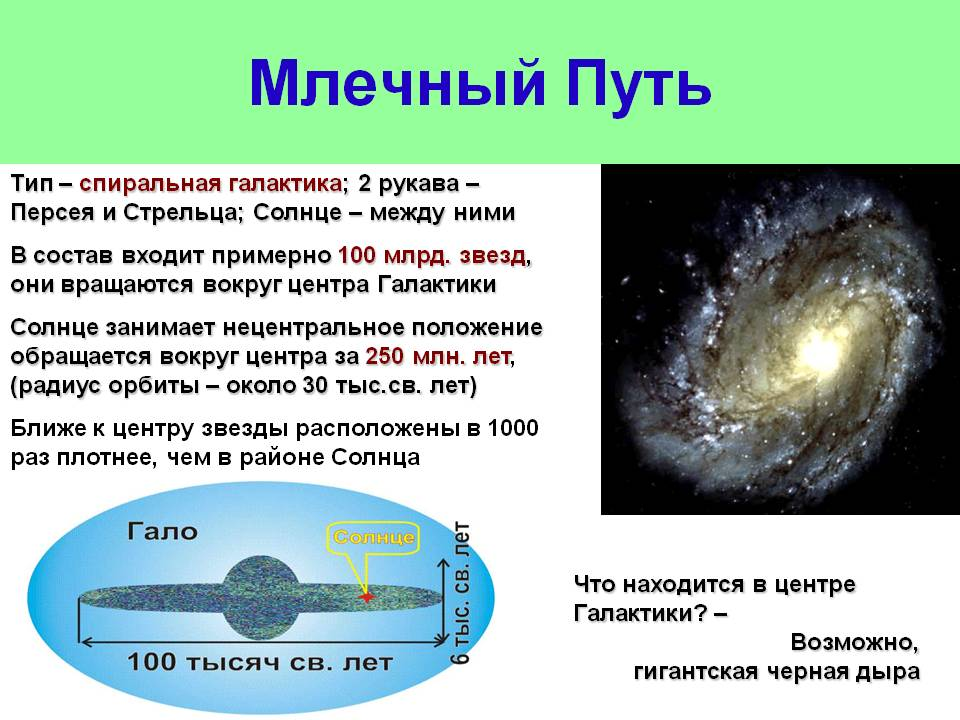 Млечный Путь
Тип – спиральная галактика; 2 рукава –
Персея и Стрельца; Солнце – между ними
В состав входит примерно 100 млрд. звезд,
они вращаются вокруг центра Галактики
Солнце занимает нецентральное положение
обращается вокруг центра за 250 млн. лет,
(радиус орбиты – около 30 тыс.св. лет)
Ближе к центру звезды расположены в 1000
раз плотнее, чем в районе Солнца
Гало
Солнце
6 тыс. св. лет
100 тысяч св. лет
Что находится в центре
Галактики? –
Возможно,
гигантская черная дыра